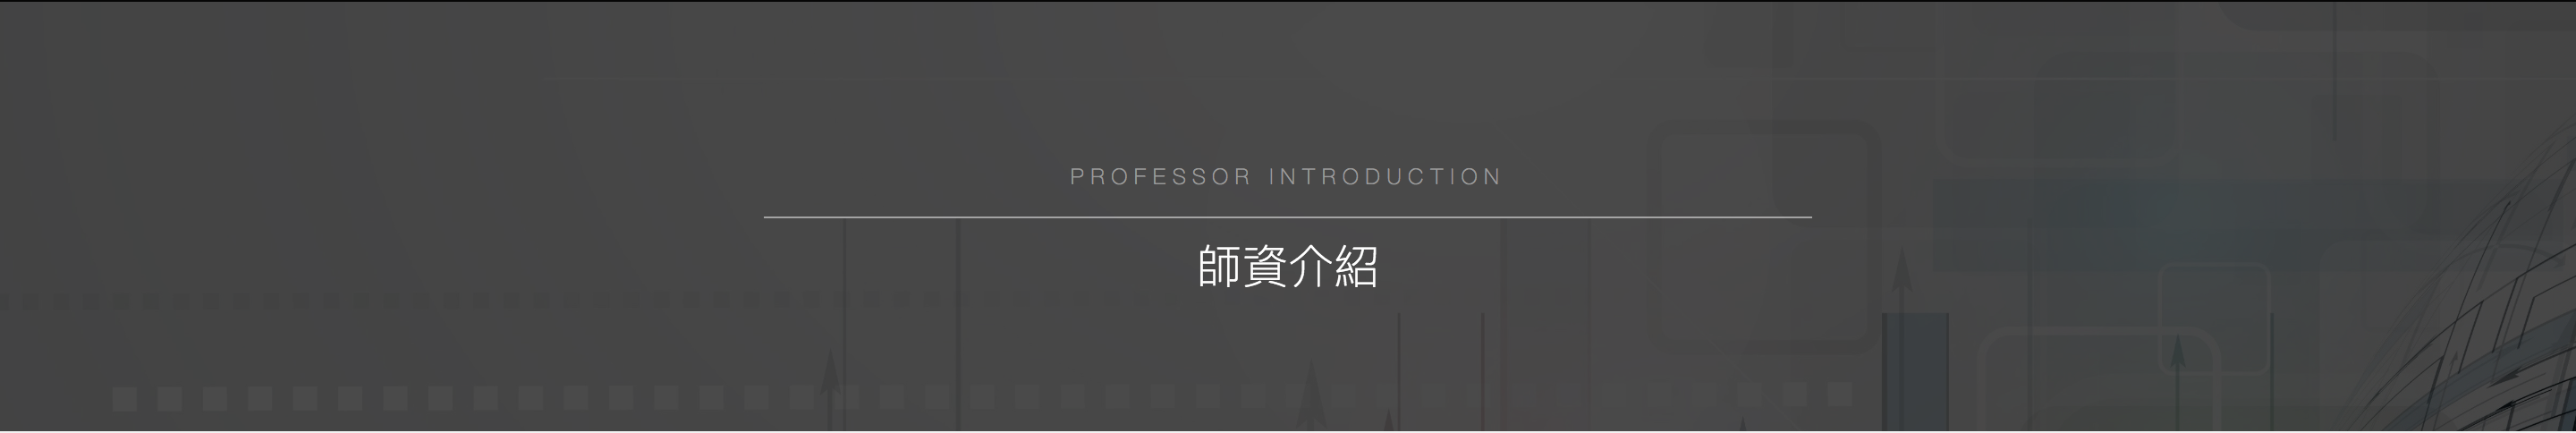 PROFESSOR INTRODUCTION
師資介紹